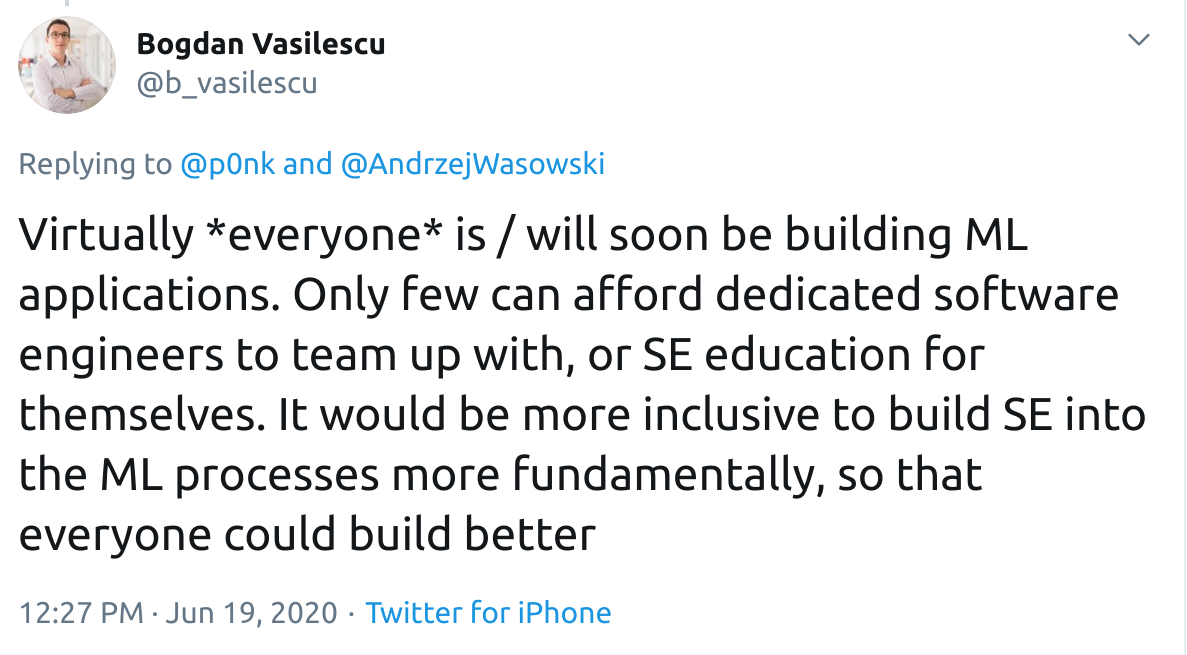 Bogdan Vasilescu
@b_vasilescu
Replying to @p0nk and @AndrzejWasowski
Virtually *everyone* is / will soon be building ML
applications. Only few can afford dedicated software
engineers to team up with, or SE education for
themselves. It would be more inclusive to build SE into
the ML processes more fundamentally, so that
everyone could build better
12:27 PM · Jun 19, 2020 · Twitter for iPhone